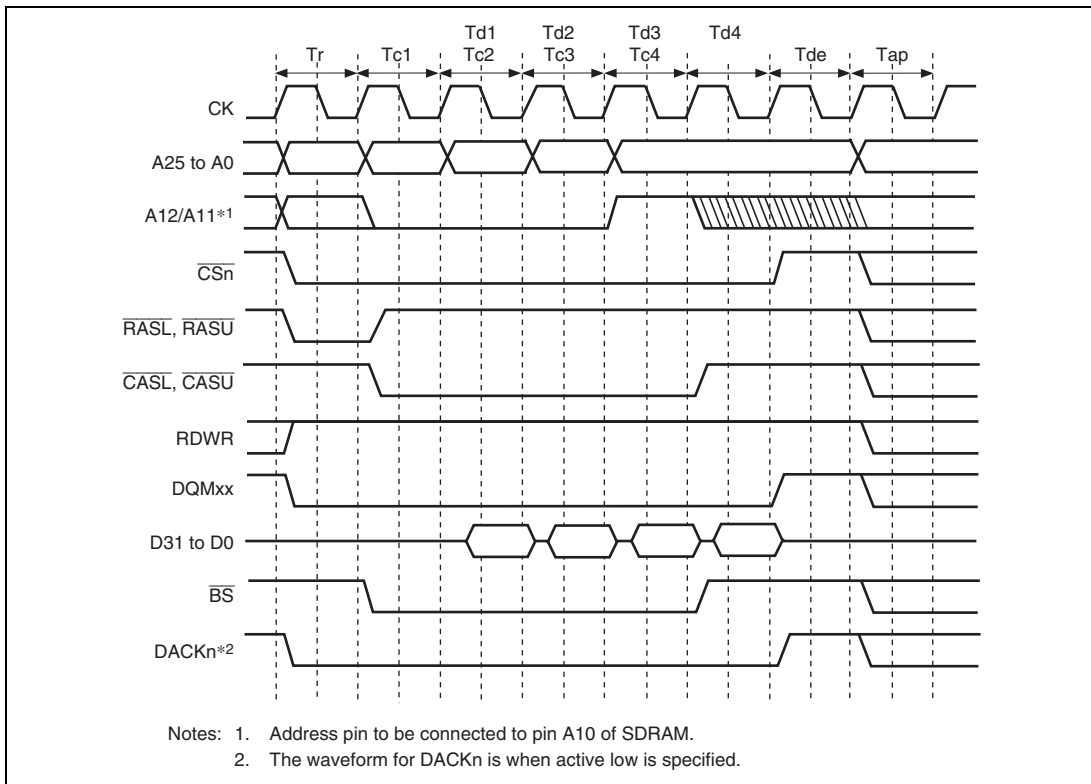 Td1 Td2 Td3 Td4
Tr Tc1 Tc2 Tc3 Tc4 Tde Tap
CK
A25 to A0
A12/A11*1
CSn
RASL, RASU
CASL, CASU
RDWR
DQMxx
D31 to D0
BS
DACKn*2
Notes: 1. Address pin to be connected to pin A10 of SDRAM.
2. The waveform for DACKn is when active low is specified.